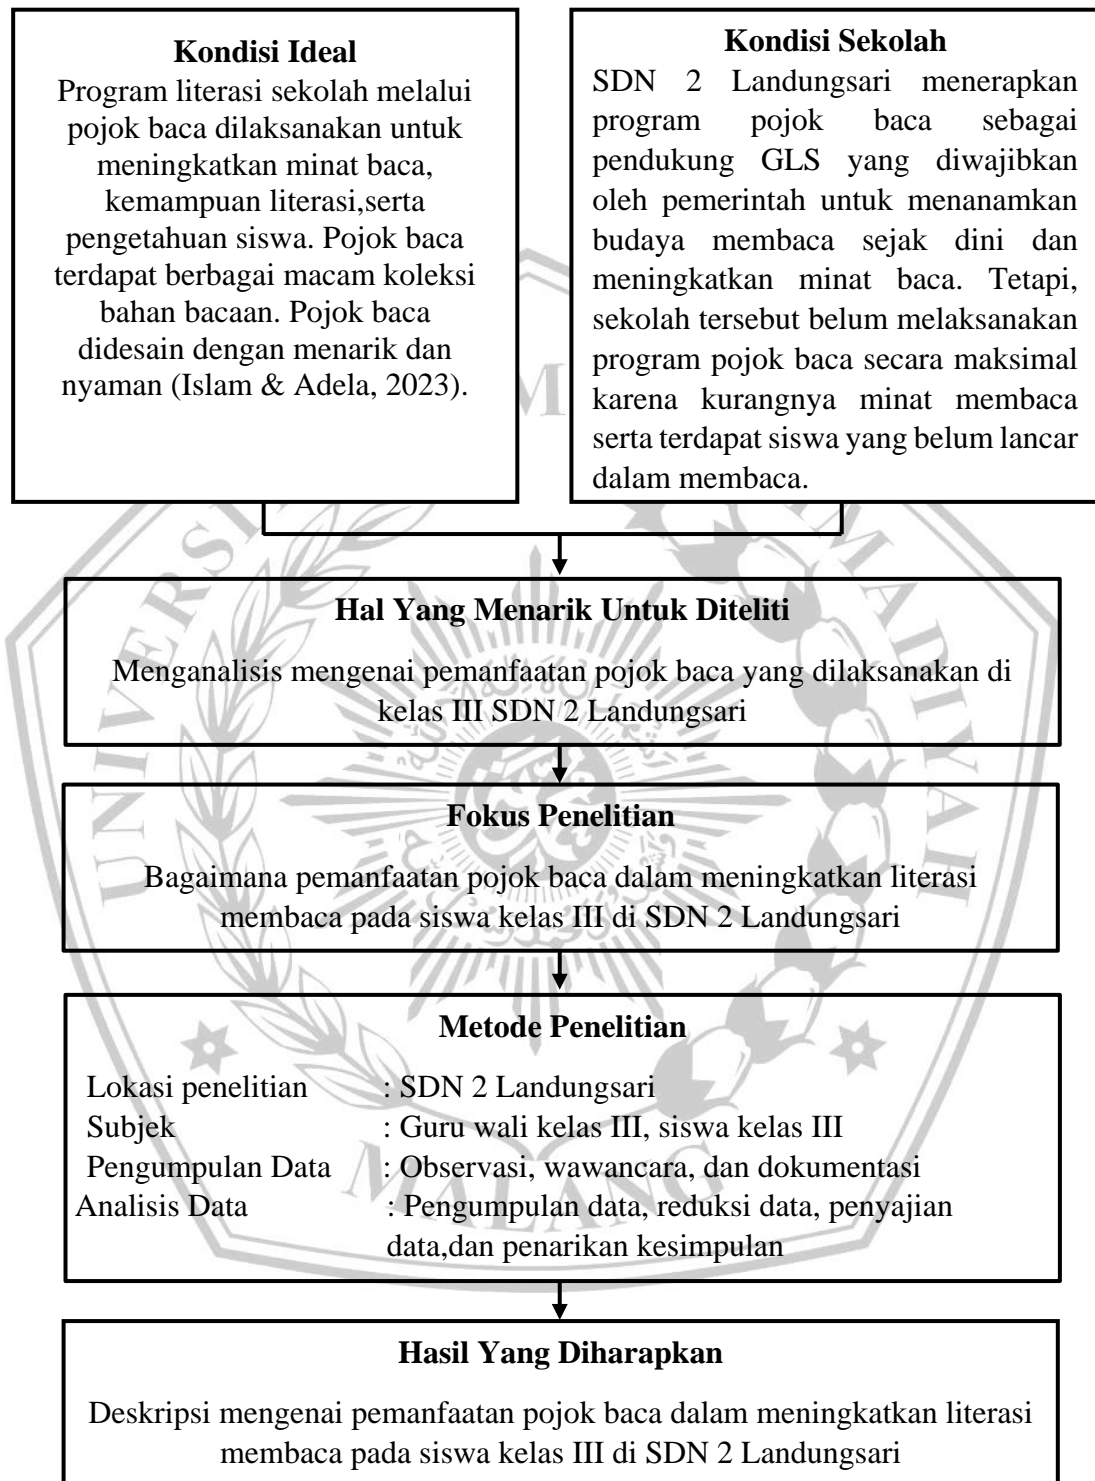 Kondisi Ideal
Program literasi sekolah melalui
pojok baca dilaksanakan untuk
meningkatkan minat baca,
kemampuan literasi,serta
pengetahuan siswa. Pojok baca
terdapat berbagai macam koleksi
bahan bacaan. Pojok baca
didesain dengan menarik dan
nyaman (Islam & Adela, 2023).
Kondisi Sekolah
SDN 2 Landungsari menerapkan
program pojok baca sebagai
pendukung GLS yang diwajibkan
oleh pemerintah untuk menanamkan
budaya membaca sejak dini dan
meningkatkan minat baca. Tetapi,
sekolah tersebut belum melaksanakan
program pojok baca secara maksimal
karena kurangnya minat membaca
serta terdapat siswa yang belum lancar
dalam membaca.
Hal Yang Menarik Untuk Diteliti
Menganalisis mengenai pemanfaatan pojok baca yang dilaksanakan di
kelas III SDN 2 Landungsari
Fokus Penelitian
Bagaimana pemanfaatan pojok baca dalam meningkatkan literasi
membaca pada siswa kelas III di SDN 2 Landungsari
Metode Penelitian
Lokasi penelitian : SDN 2 Landungsari
Subjek : Guru wali kelas III, siswa kelas III
Pengumpulan Data : Observasi, wawancara, dan dokumentasi
Analisis Data : Pengumpulan data, reduksi data, penyajian
data,dan penarikan kesimpulan
Hasil Yang Diharapkan
Deskripsi mengenai pemanfaatan pojok baca dalam meningkatkan literasi
membaca pada siswa kelas III di SDN 2 Landungsari
MALANG